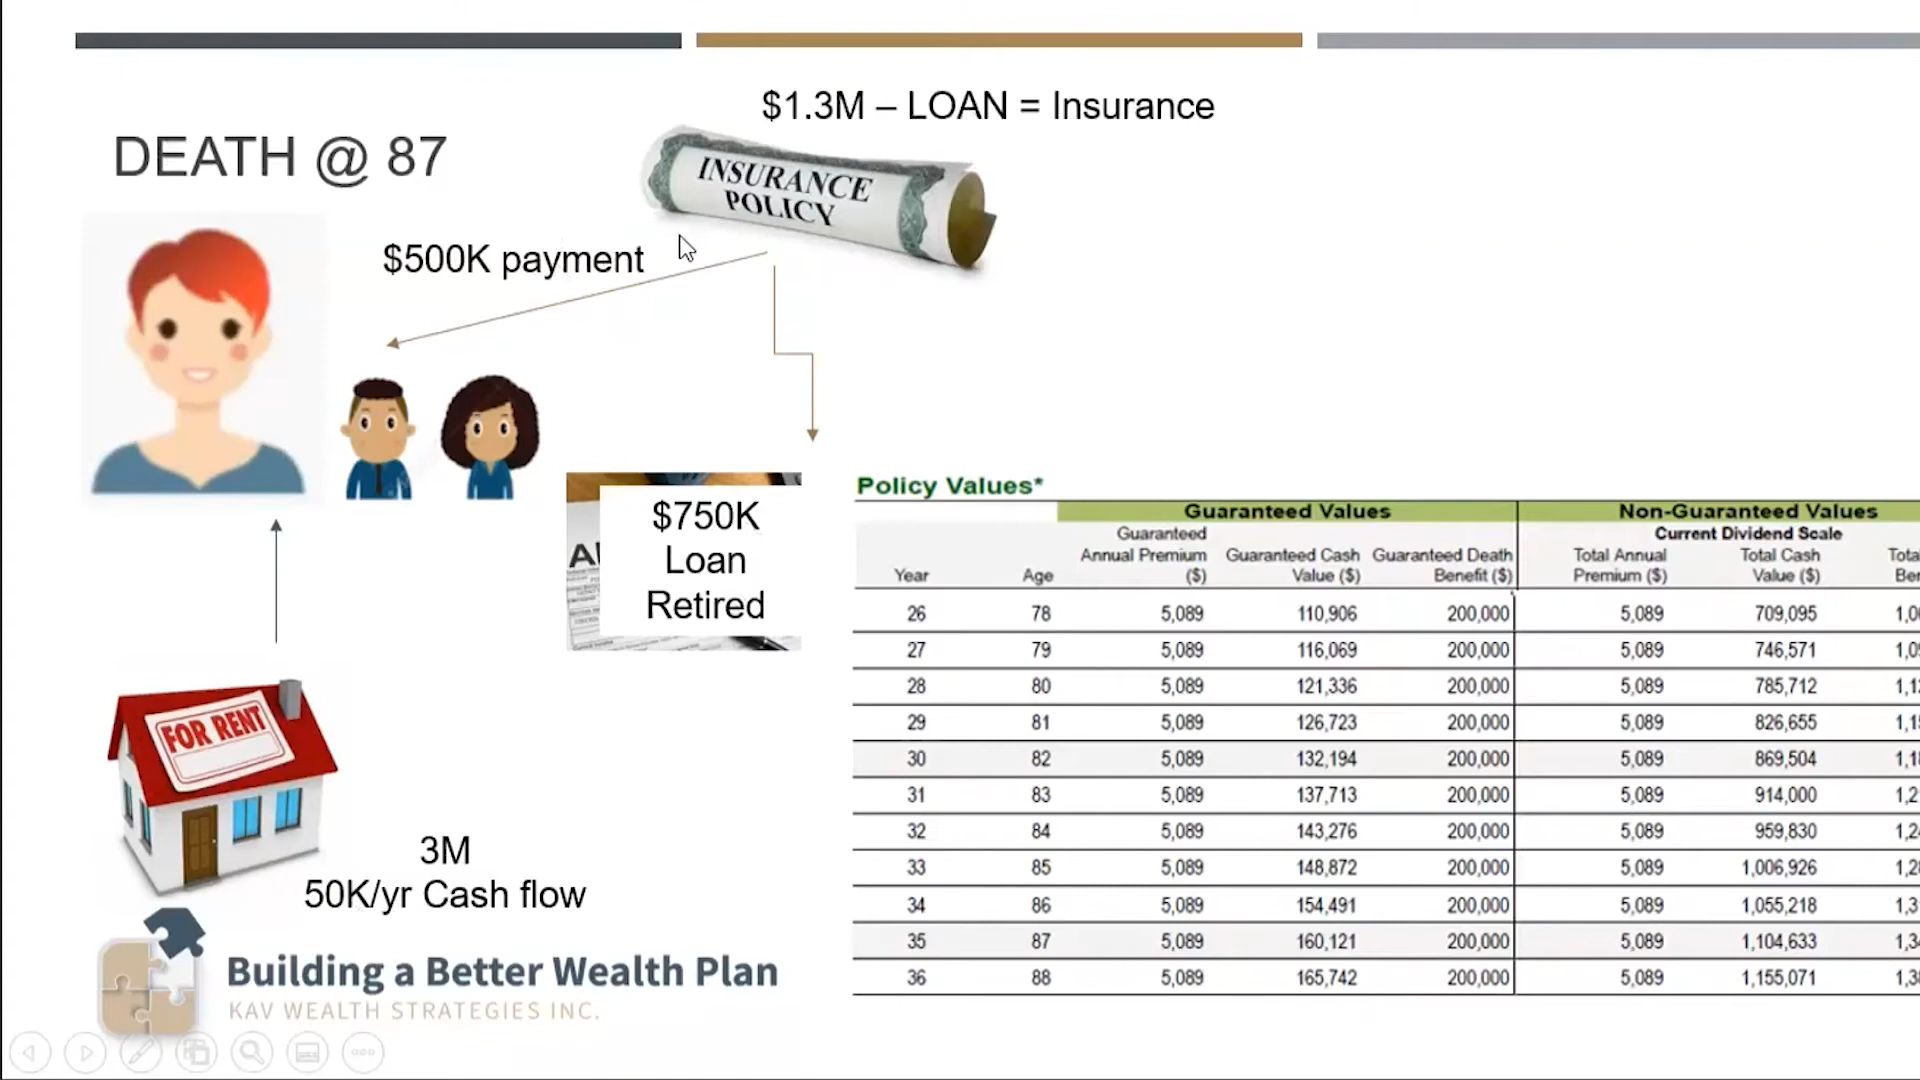 $1.3M – LOAN = Insurance
DEATH @ 87
INSURANCE
POLICY
$500K payment
$750K
Loan
Retired
FOR RENT
3M
50K/yr Cash flow
Building a Better Wealth Plan
KAV WEALTH STRATEGIES INC.
Policy Values*
Guaranteed Values Non-Guaranteed Values
Guaranteed Current Dividend Scale
Annual Premium Guaranteed Cash Guaranteed Death Total Annual Total Cash
Year Age ($) Value ($) Benefit ($) Premium ($) Value ($)
26 78 5,089 110,906 200,000 5,089 709,095
27 79 5,089 116,069 200,000 5,089 746,571
28 80 5,089 121,336 200,000 5,089 785,712
29 81 5,089 126,723 200,000 5,089 826,655
30 82 5,089 132,194 200,000 5,089 869,504
31 83 5,089 137,713 200,000 5,089 914,000
32 84 5,089 143,276 200,000 5,089 959,830
33 85 5,089 148,872 200,000 5,089 1,006,926
34 86 5,089 154,491 200,000 5,089 1,055,218
35 87 5,089 160,121 200,000 5,089 1,104,633
36 88 5,089 165,742 200,000 5,089 1,155,071